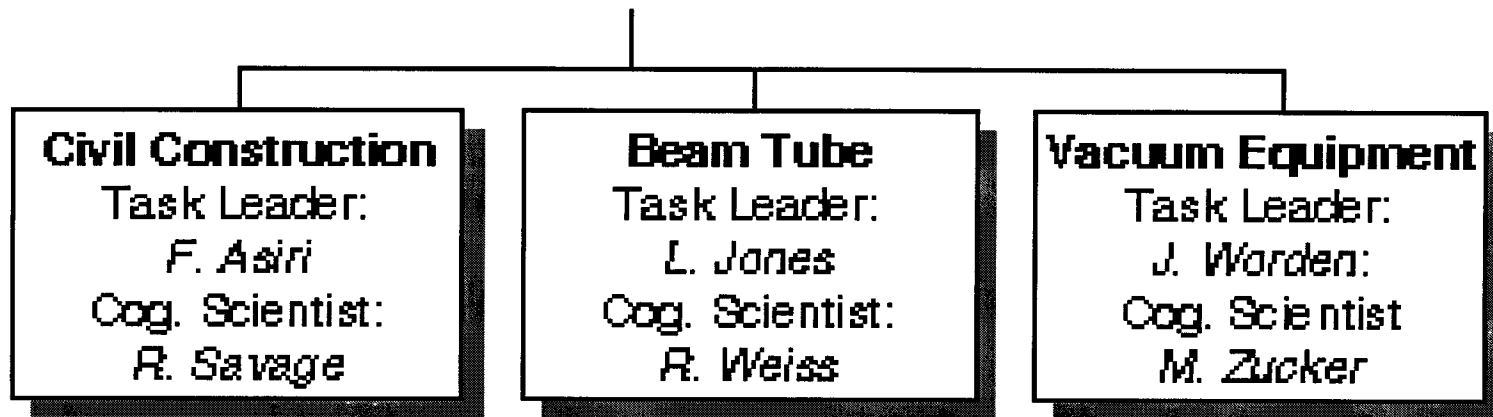 Civil Construction
Task Leader:
F. Asiri
Cog. Scientist:
R. Savage
Beam Tube
Task Leader:
L. Jones
Cog. Scientist:
R. Weiss
Vacuum Equipment
Task Leader:
J. Worden:
Cog. Scientist
M. Zucker